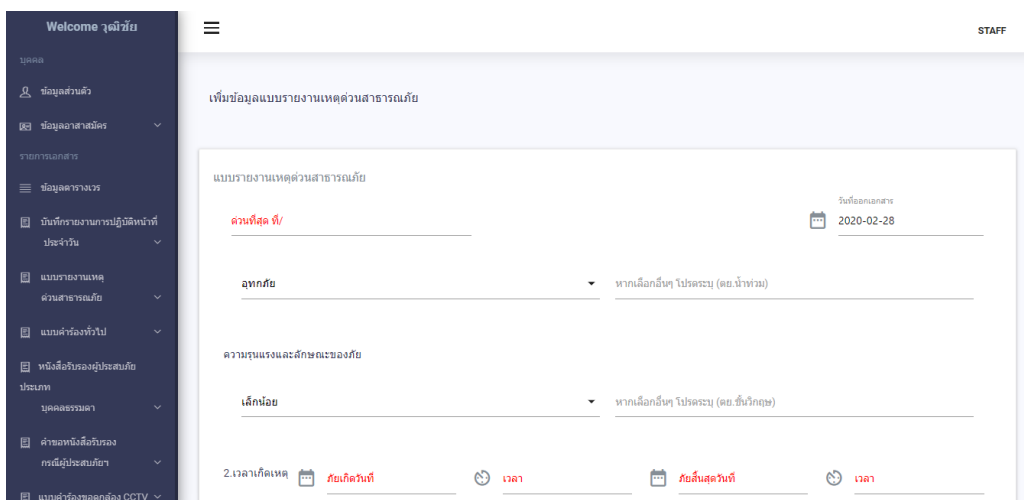 Welcome วุฒิชัย
STAFF
บุคคล
ข้อมูลส่วนตัว
ข้อมูลอาสาสมัคร
รายการเอกสาร
ข้อมูลตารางเวร
บันทึกรายงานการปฏิบัติหน้าที่
ประจำวัน
แบบรายงานเหตุ
ด่วนสาธารณภัย
แบบคำร้องทั่วไป
หนังสือรับรองผู้ประสบภัย
ประเภท
บุคคลธรรมดา
คำขอหนังสือรับรอง
กรณีผู้ประสบภัยฯ
แบบคำร้องขอดูกล้อง CCTV
เพิ่มข้อมูลแบบรายงานเหตุด่วนสาธารณภัย
แบบรายงานเหตุด่วนสาธารณภัย
ด่วนที่สุด ที่/
วันที่ออกเอกสาร
2020-02-28
อุทกภัย
หากเลือกอื่นๆ โปรดระบุ (ตย.น้ำท่วม)
ความรุนแรงและลักษณะของภัย
เล็กน้อย
หากเลือกอื่นๆ โปรดระบุ (ตย.ขั้นวิกฤษ)
2.เวลาเกิดเหตุ
ภัยเกิดวันที่
เวลา
ภัยสิ้นสุดวันที่
เวลา